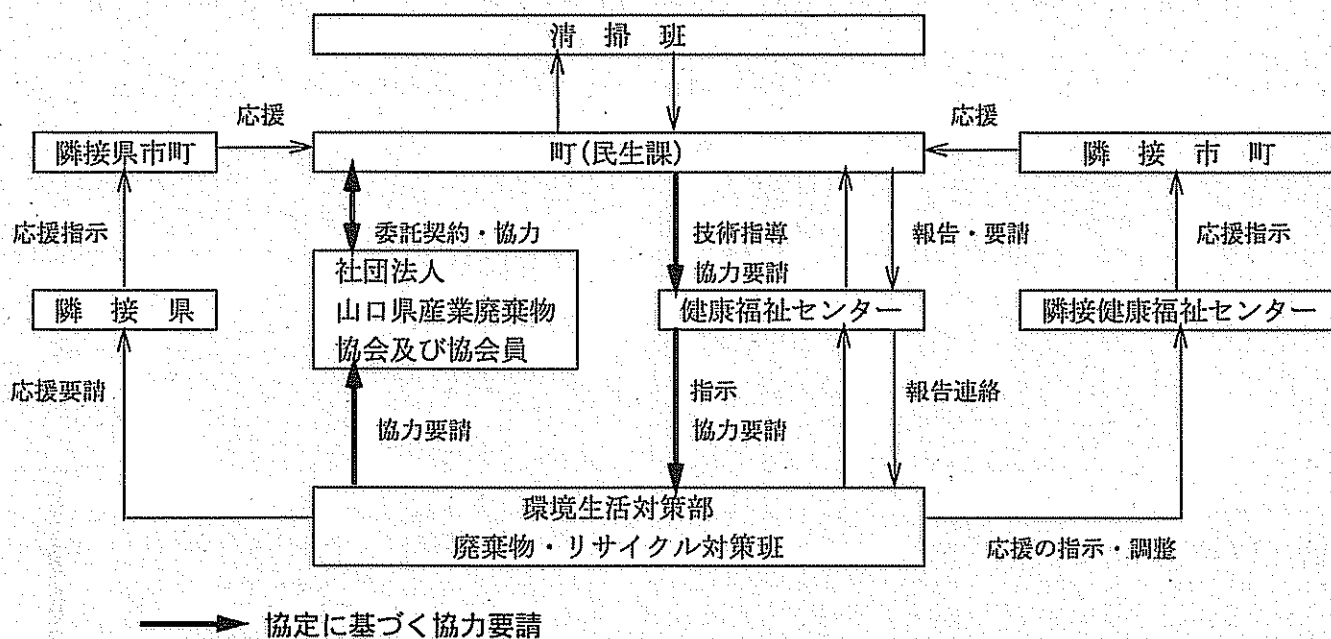 清掃班
応援
応援
隣接県市町
町(民生課)
隣接市町
応援指示
委託契約・協力
技術指導
協力要請
報告・要請
応援指示
社団法人
山口県産業廃棄物
協会及び協会員
隣接県
健康福祉センター
隣接健康福祉センター
応援要請
協力要請
指示
協力要請
報告連絡
環境生活対策部
廃棄物・リサイクル対策班
応援の指示・調整
協定に基づく協力要請